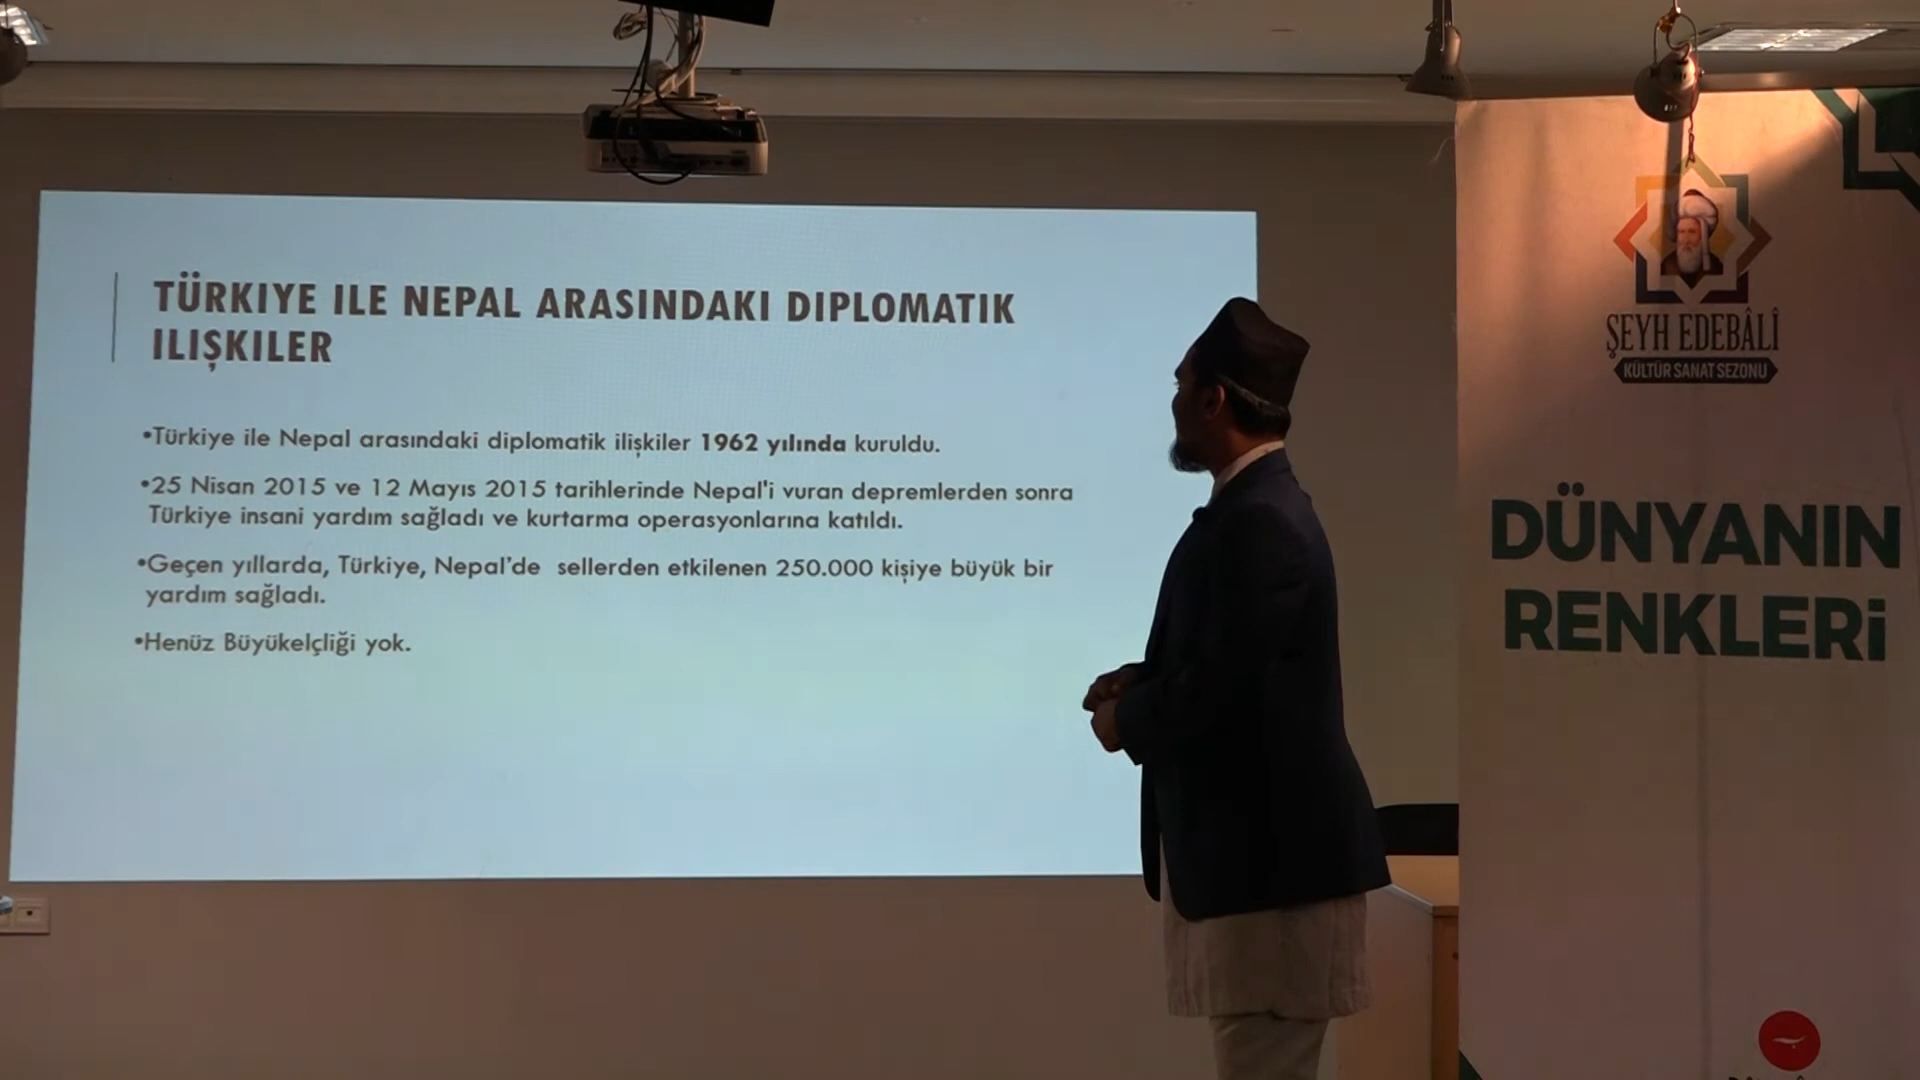 TÜRKIYE ILE NEPAL ARASINDAKI DIPLOMATIK
ILIŞKILER
•Türkiye ile Nepal arasındaki diplomatik ilişkiler 1962 yılında kuruldu.
•25 Nisan 2015 ve 12 Mayıs 2015 tarihlerinde Nepal'i vuran depremlerden sonra
Türkiye insani yardım sağladı ve kurtarma operasyonlarına katıldı.
•Geçen yıllarda, Türkiye, Nepal’de sellerden etkilenen 250.000 kişiye büyük bir
yardım sağladı.
•Henüz Büyükelçliği yok.
ŞEYH EDEBÂLİ
KÜLTÜR SANAT SEZONU
DÜNYANIN
RENKLERİ